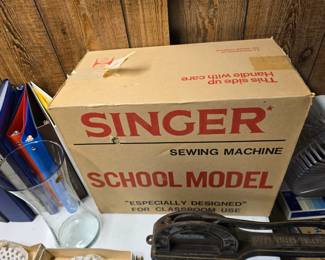 This side up
Handle with care
SINGER*
SEWING MACHINE
SCHOOL MODEL
"ESPECIALLY DESIGNED"
FOR CLASSROOM USE